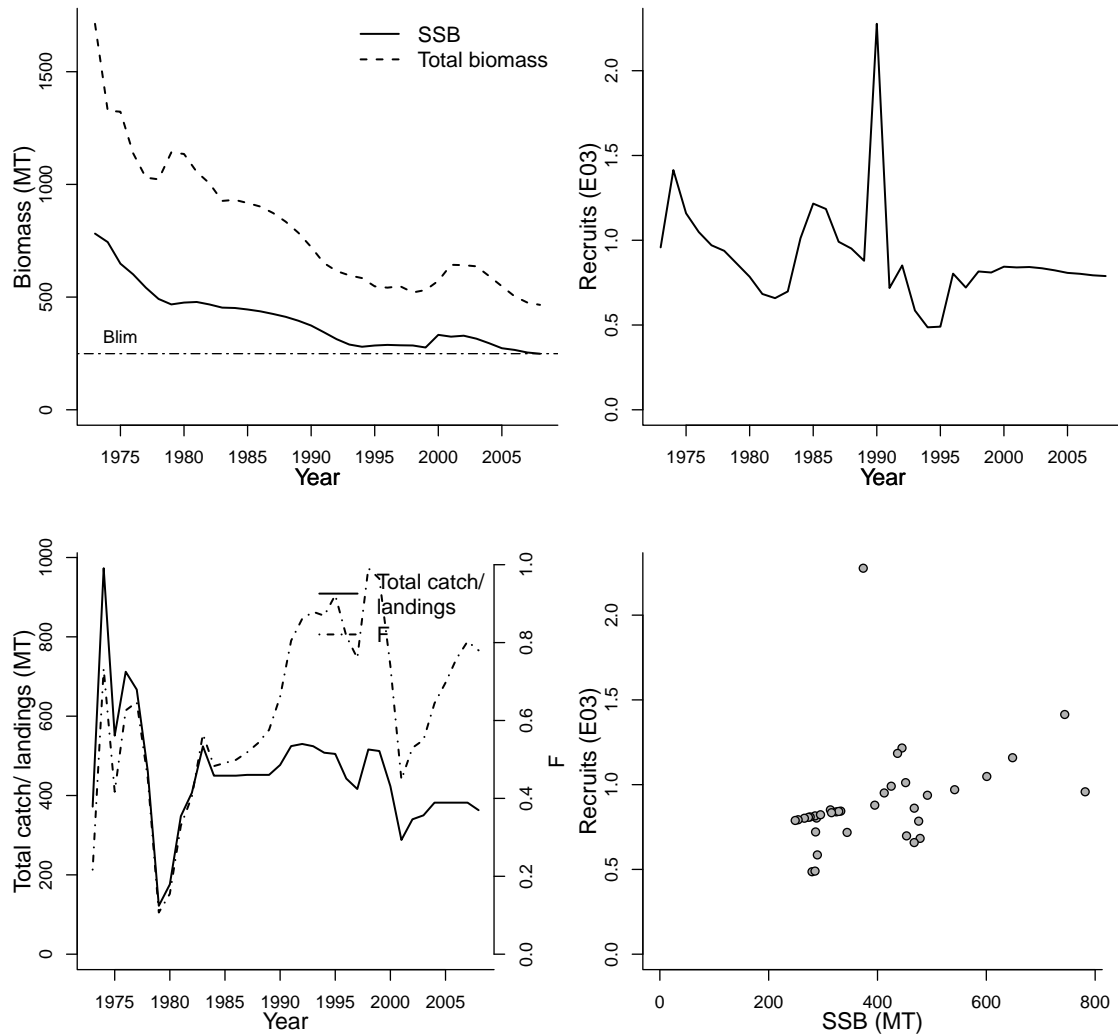 SSB
Total biomass
Biomass (MT)
0
500
1000
1500
Blim
1975 1980 1985 1990 1995 2000 2005
Year
Recruits (E03)
0.0
0.5
1.0
1.5
2.0
1975 1980 1985 1990 1995 2000 2005
Year
Total catch/ landings (MT)
0
200
400
600
800
1000
Total catch/
landings
F
F
0.0
0.2
0.4
0.6
0.8
1.0
1975 1980 1985 1990 1995 2000 2005
Year
Recruits (E03)
0.0
0.5
1.0
1.5
2.0
0 200 400 600 800
SSB (MT)